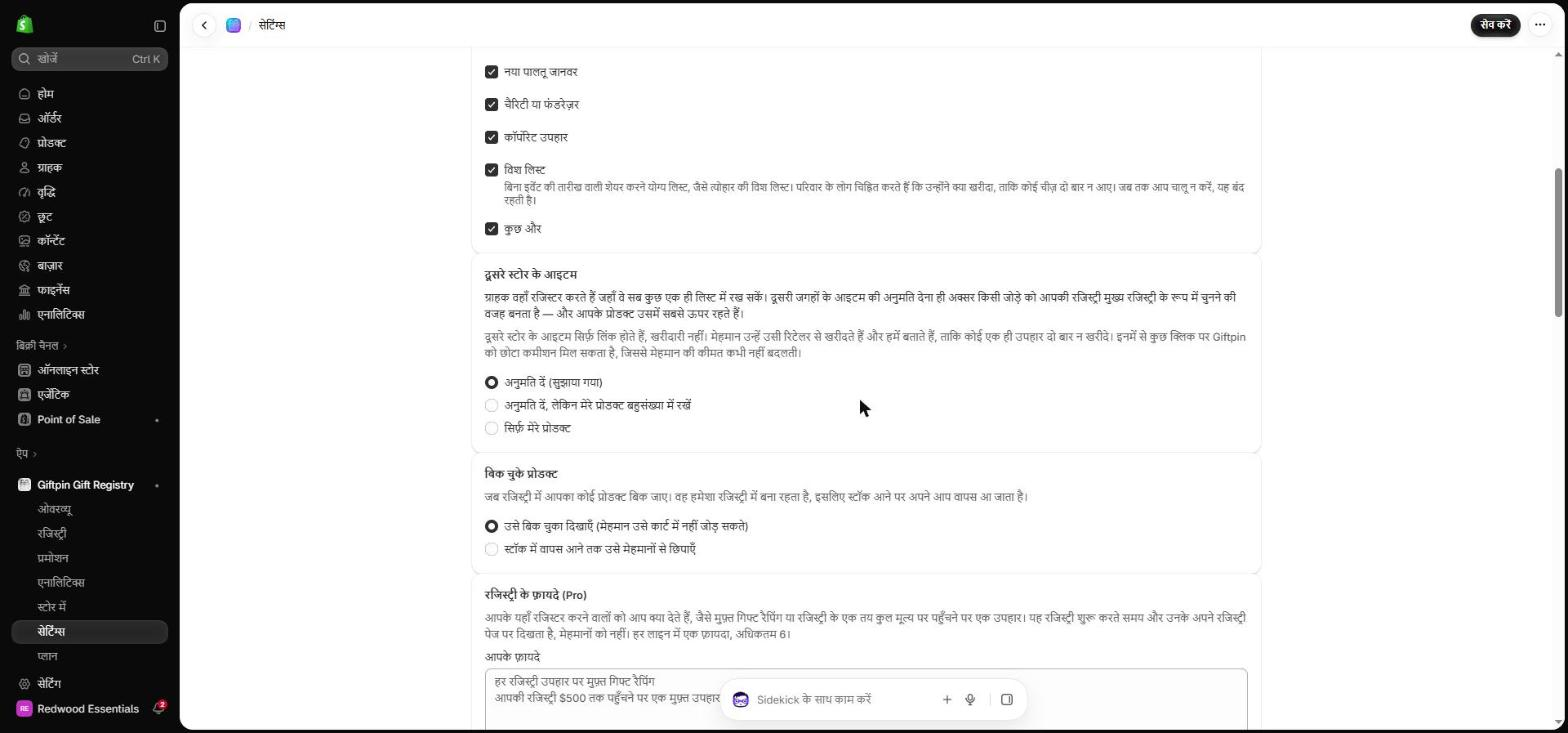 सेटिंग्स
सेव करें
खोजें
Ctrl K
होम
ऑर्डर
प्रोडक्ट
ग्राहक
वृद्धि
छूट
कॉन्टेंट
बाज़ार
फाइनेंस
एनालिटिक्स
बिक्री चैनल
ऑनलाइन स्टोर
एजेंटिक
Point of Sale
ऐप
Giftpin Gift Registry
ओवरव्यू
रजिस्ट्री
प्रमोशन
एनालिटिक्स
स्टोर में
सेटिंग्स
प्लान
सेटिंग
RE
Redwood Essentials
2
नया पालतू जानवर
चैरिटी या फंडरेज़र
कॉर्पोरेट उपहार
विश लिस्ट
बिना इवेंट की तारीख वाली शेयर करने योग्य लिस्ट, जैसे त्योहार की विश लिस्ट। परिवार के लोग चिह्नित करते हैं कि उन्होंने क्या खरीदा, ताकि कोई चीज़ दो बार न आए। जब तक आप चालू न करें, यह बंद
रहती है।
कुछ और
दूसरे स्टोर के आइटम
ग्राहक वहाँ रजिस्टर करते हैं जहाँ वे सब कुछ एक ही लिस्ट में रख सकें। दूसरी जगहों के आइटम की अनुमति देना ही अक्सर किसी जोड़े को आपकी रजिस्ट्री मुख्य रजिस्ट्री के रूप में चुनने की
वजह बनता है — और आपके प्रोडक्ट उसमें सबसे ऊपर रहते हैं।
दूसरे स्टोर के आइटम सिर्फ़ लिंक होते हैं, खरीदारी नहीं। मेहमान उन्हें उसी रिटेलर से खरीदते हैं और हमें बताते हैं, ताकि कोई एक ही उपहार दो बार न खरीदे। इनमें से कुछ क्लिक पर Giftpin
को छोटा कमीशन मिल सकता है, जिससे मेहमान की कीमत कभी नहीं बदलती।
अनुमति दें (सुझाया गया)
अनुमति दें, लेकिन मेरे प्रोडक्ट बहुसंख्या में रखें
सिर्फ़ मेरे प्रोडक्ट
बिक चुके प्रोडक्ट
जब रजिस्ट्री में आपका कोई प्रोडक्ट बिक जाए। वह हमेशा रजिस्ट्री में बना रहता है, इसलिए स्टॉक आने पर अपने आप वापस आ जाता है।
उसे बिक चुका दिखाएँ (मेहमान उसे कार्ट में नहीं जोड़ सकते)
स्टॉक में वापस आने तक उसे मेहमानों से छिपाएँ
रजिस्ट्री के फ़ायदे (Pro)
आपके यहाँ रजिस्टर करने वालों को आप क्या देते हैं, जैसे मुफ़्त गिफ्ट रैपिंग या रजिस्ट्री के एक तय कुल मूल्य पर पहुँचने पर एक उपहार। यह रजिस्ट्री शुरू करते समय और उनके अपने रजिस्ट्री
पेज पर दिखता है, मेहमानों को नहीं। हर लाइन में एक फ़ायदा, अधिकतम 6।
आपके फ़ायदे
हर रजिस्ट्री उपहार पर मुफ़्त गिफ्ट रैपिंग
आपकी रजिस्ट्री $500 तक पहुँचने पर एक मुफ़्त उपहार
Sidekick के साथ काम करें